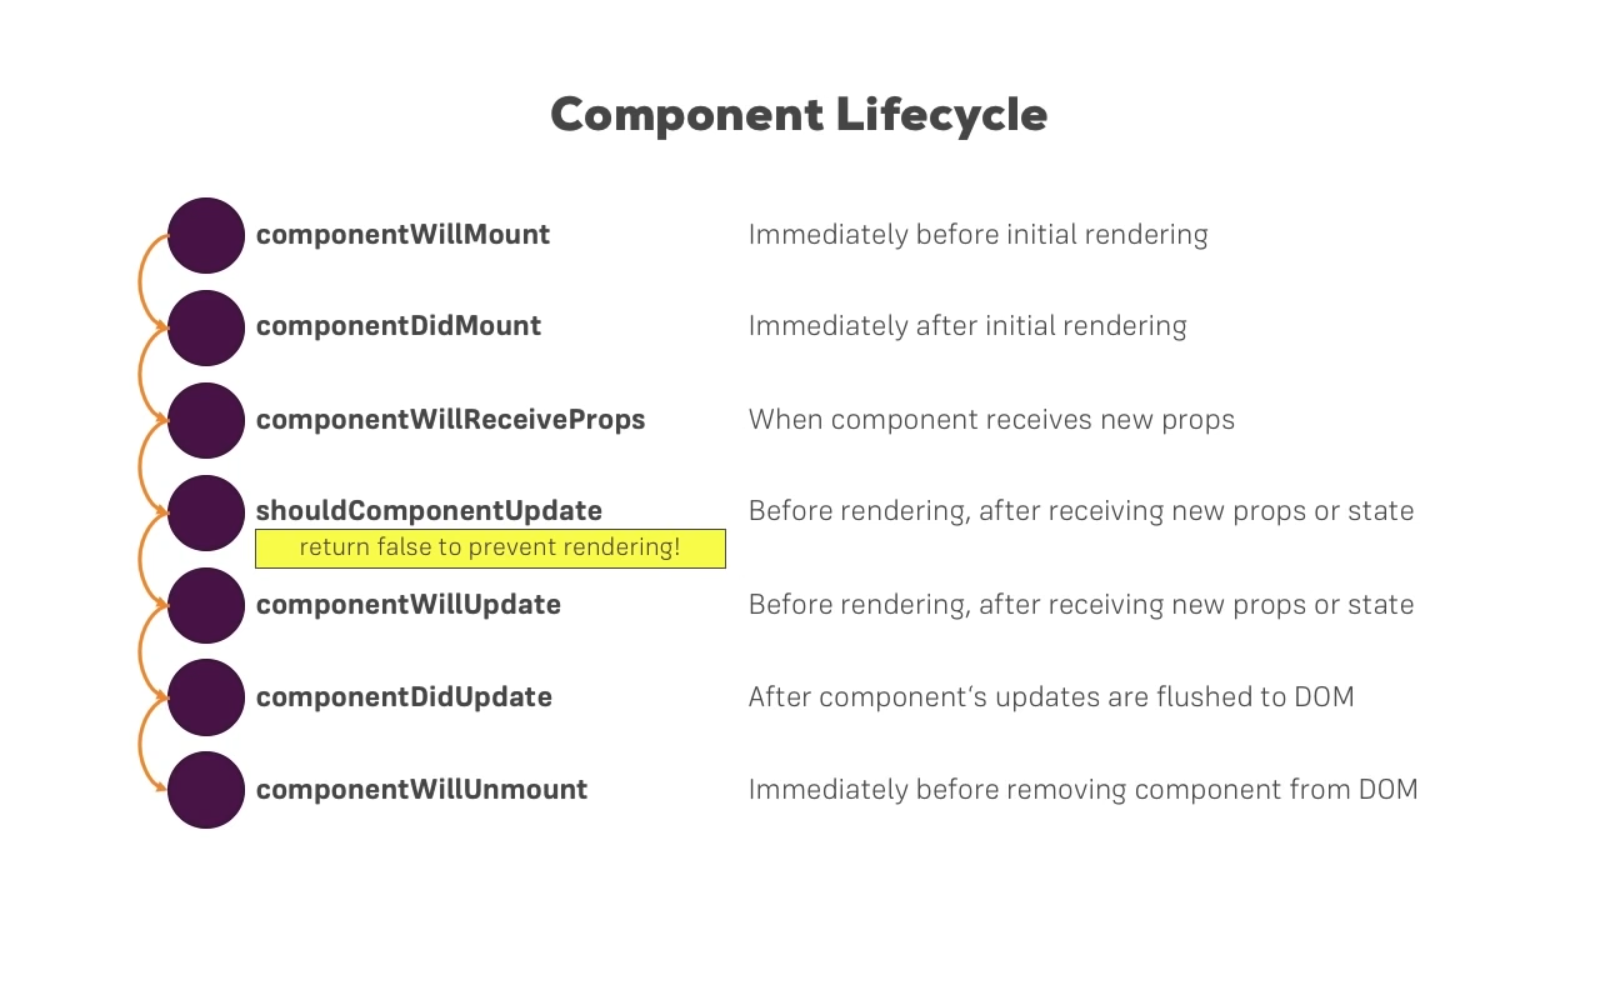 Component Lifecycle
componentWillMount Immediately before initial rendering
componentDidMount Immediately after initial rendering
componentWillReceiveProps When component receives new props
shouldComponentUpdate Before rendering, after receiving new props or state
return false to prevent rendering!
componentWillUpdate Before rendering, after receiving new props or state
componentDidUpdate After component‘s updates are flushed to DOM
componentWillUnmount Immediately before removing component from DOM